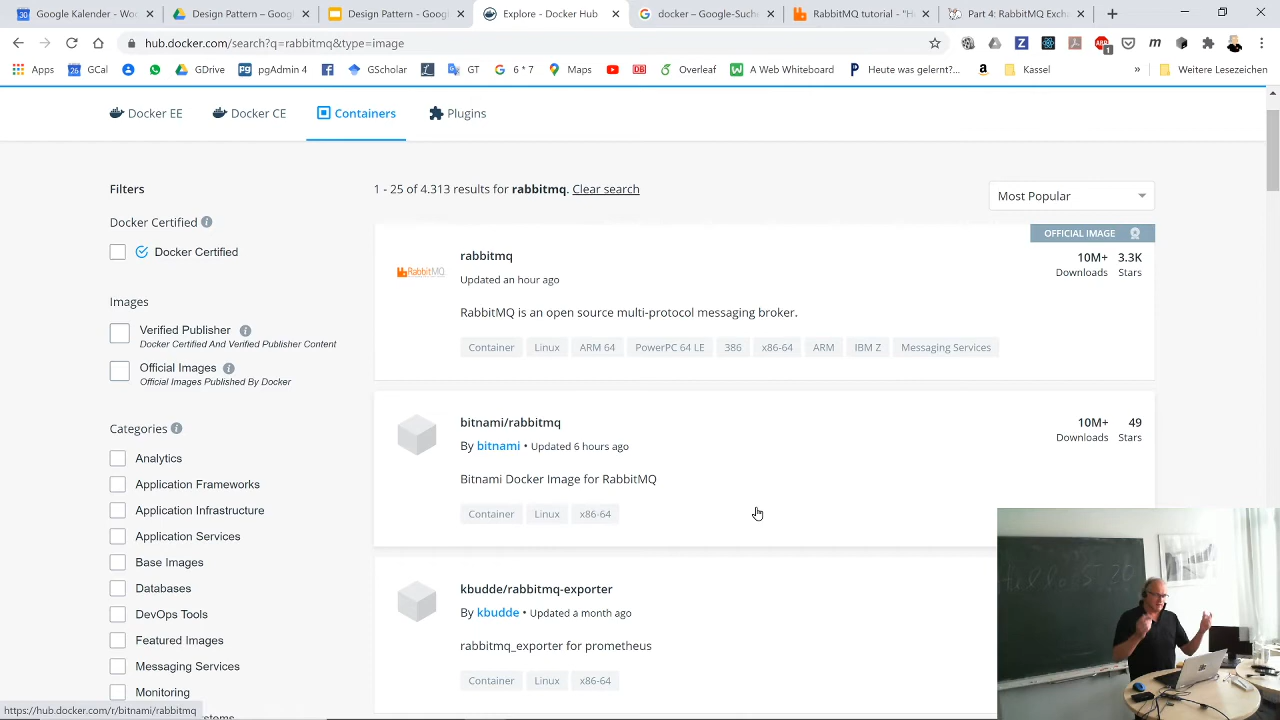 Google Kalender - Wo
Design Pattern – Google
Design Pattern - Google
Explore - Docker Hub
docker – Google-Suche
RabbitMQ tutorial - "He
Part 4: RabbitMQ Exchan
hub.docker.com/search?q=rabbitmq&type=image
Apps
GCal
GDrive
pgAdmin 4
GScholar
GT
6 * 7
Maps
Overleaf
A Web Whiteboard
Heute was gelernt?...
Kassel
»
Weitere Lesezeichen
Docker EE
Docker CE
Containers
Plugins
Filters
1 - 25 of 4.313 results for rabbitmq. Clear search
Most Popular
Docker Certified
Docker Certified
Images
Verified Publisher
Docker Certified And Verified Publisher Content
Official Images
Official Images Published By Docker
Categories
Analytics
Application Frameworks
Application Infrastructure
Application Services
Base Images
Databases
DevOps Tools
Featured Images
Messaging Services
Monitoring
OFFICIAL IMAGE
RabbitMQ
rabbitmq
Updated an hour ago
10M+
Downloads
3.3K
Stars
RabbitMQ is an open source multi-protocol messaging broker.
Container Linux ARM 64 PowerPC 64 LE 386 x86-64 ARM IBM Z Messaging Services
bitnami/rabbitmq
By bitnami • Updated 6 hours ago
10M+
Downloads
49
Stars
Bitnami Docker Image for RabbitMQ
Container Linux x86-64
kbudde/rabbitmq-exporter
By kbudde • Updated a month ago
rabbitmq_exporter for prometheus
Container Linux x86-64
https://hub.docker.com/r/bitnami/rabbitmq